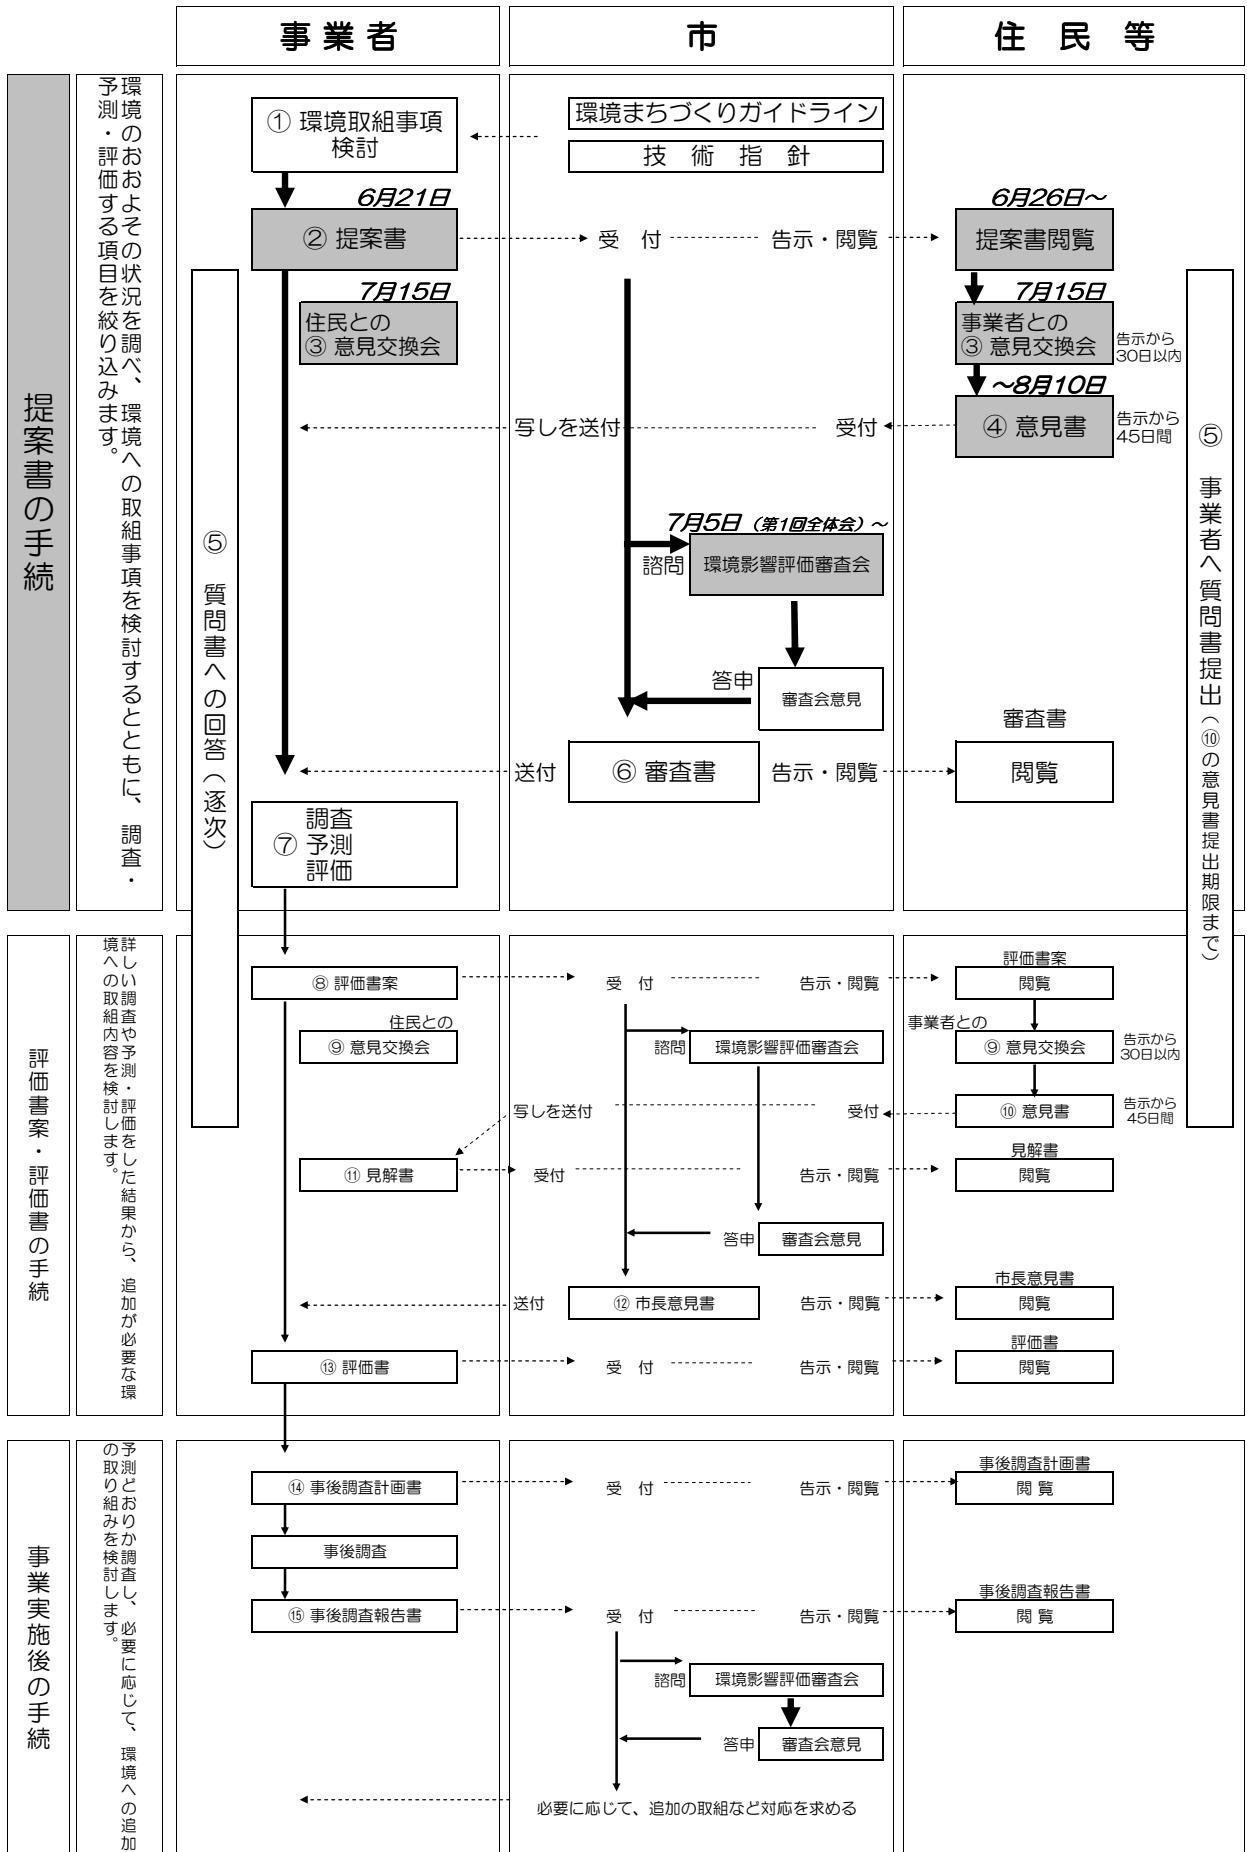 事業者
市
住民等
提案書の手続
環境のおおよその状況を調べ、環境への取組事項を検討するとともに、調査・
予測・評価する項目を絞り込みます。
① 環境取組事項
検討
環境まちづくりガイドライン
技術指針
6月21日
② 提案書
受付
告示・閲覧
6月26日～
提案書閲覧
7月15日
住民との
③ 意見交換会
7月15日
事業者との
③ 意見交換会
告示から
30日以内
～8月10日
④ 意見書
告示から
45日間
受付
写しを送付
⑤ 質問書への回答（逐次）
⑤ 事業者へ質問書提出（⑩の意見書提出期限まで）
7月5日（第1回全体会）～
諮問
環境影響評価審査会
答申
審査会意見
送付
⑥ 審査書
告示・閲覧
審査書
閲覧
⑦
調査
予測
評価
評価書案・評価書の手続
詳しい調査や予測・評価をした結果から、追加が必要な環
境への取組内容を検討します。
⑧ 評価書案
受付
告示・閲覧
評価書案
閲覧
住民との
⑨ 意見交換会
諮問
環境影響評価審査会
事業者との
⑨ 意見交換会
告示から
30日以内
写しを送付
受付
⑩ 意見書
告示から
45日間
⑪ 見解書
受付
告示・閲覧
見解書
閲覧
答申
審査会意見
送付
⑫ 市長意見書
告示・閲覧
市長意見書
閲覧
⑬ 評価書
受付
告示・閲覧
評価書
閲覧
事業実施後の手続
予測どおりか調査し、必要に応じて、環境への追加
の取り組みを検討します。
⑭ 事後調査計画書
受付
告示・閲覧
事後調査計画書
閲覧
事後調査
⑮ 事後調査報告書
受付
告示・閲覧
事後調査報告書
閲覧
諮問
環境影響評価審査会
答申
審査会意見
必要に応じて、追加の取組など対応を求める